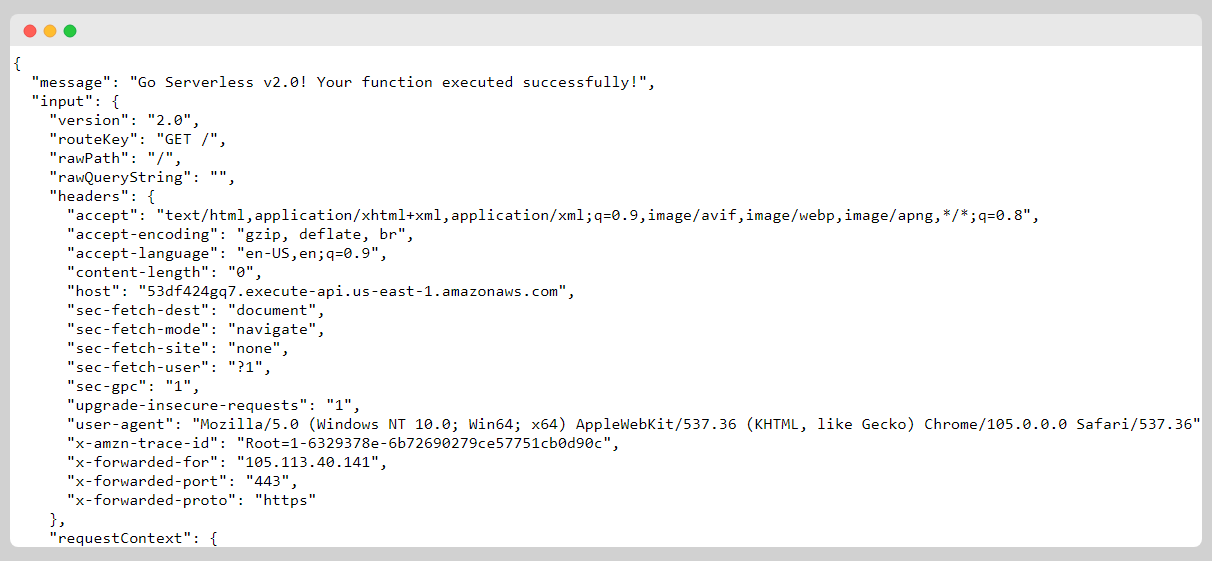 {
  "message": "Go Serverless v2.0! Your function executed successfully!",
  "input": {
    "version": "2.0",
    "routeKey": "GET /",
    "rawPath": "/",
    "rawQueryString": "",
    "headers": {
      "accept": "text/html,application/xhtml+xml,application/xml;q=0.9,image/avif,image/webp,image/apng,*/*;q=0.8",
      "accept-encoding": "gzip, deflate, br",
      "accept-language": "en-US,en;q=0.9",
      "content-length": "0",
      "host": "53df424gq7.execute-api.us-east-1.amazonaws.com",
      "sec-fetch-dest": "document",
      "sec-fetch-mode": "navigate",
      "sec-fetch-site": "none",
      "sec-fetch-user": "?1",
      "sec-gpc": "1",
      "upgrade-insecure-requests": "1",
      "user-agent": "Mozilla/5.0 (Windows NT 10.0; Win64; x64) AppleWebKit/537.36 (KHTML, like Gecko) Chrome/105.0.0.0 Safari/537.36"
      "x-amzn-trace-id": "Root=1-6329378e-6b72690279ce57751cb0d90c",
      "x-forwarded-for": "105.113.40.141",
      "x-forwarded-port": "443",
      "x-forwarded-proto": "https"
    },
    "requestContext": {